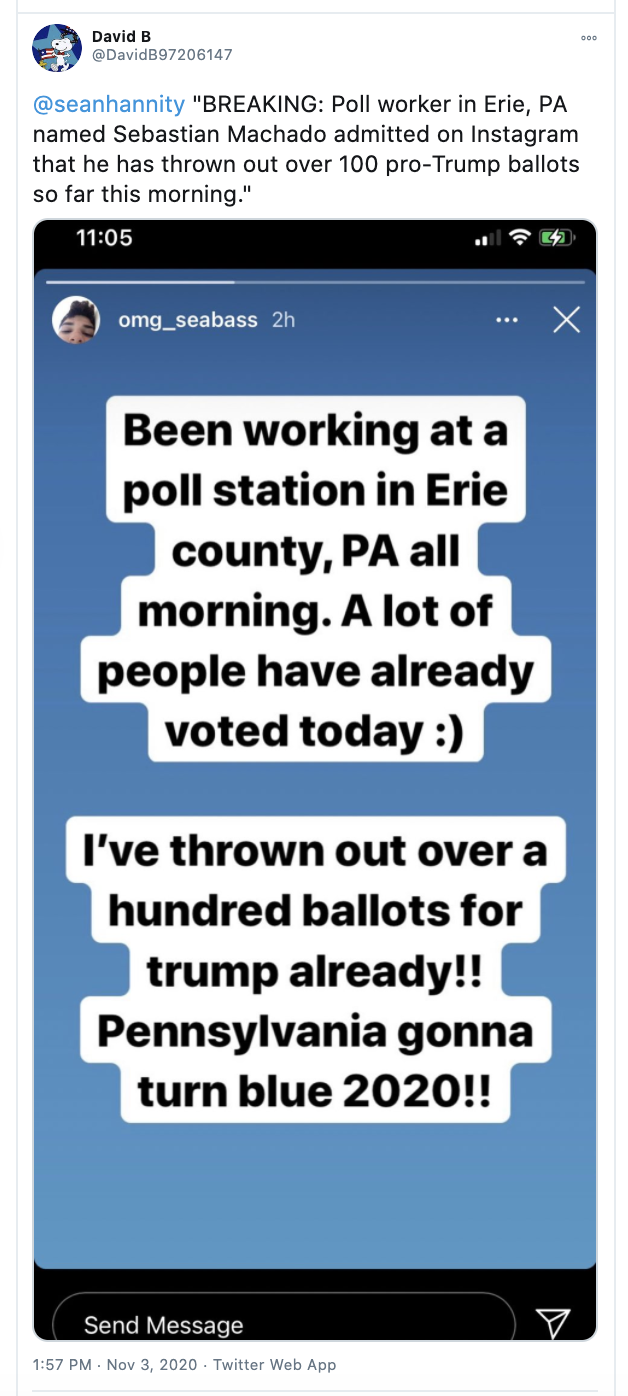 David B
@DavidB97206147
@seanhannity "BREAKING: Poll worker in Erie, PA
named Sebastian Machado admitted on Instagram
that he has thrown out over 100 pro-Trump ballots
so far this morning."
11:05
omg_seabass 2h
Been working at a
poll station in Erie
county, PA all
morning. A lot of
people have already
voted today :)
I've thrown out over a
hundred ballots for
trump already!!
Pennsylvania gonna
turn blue 2020!!
Send Message
1:57 PM · Nov 3, 2020 · Twitter Web App